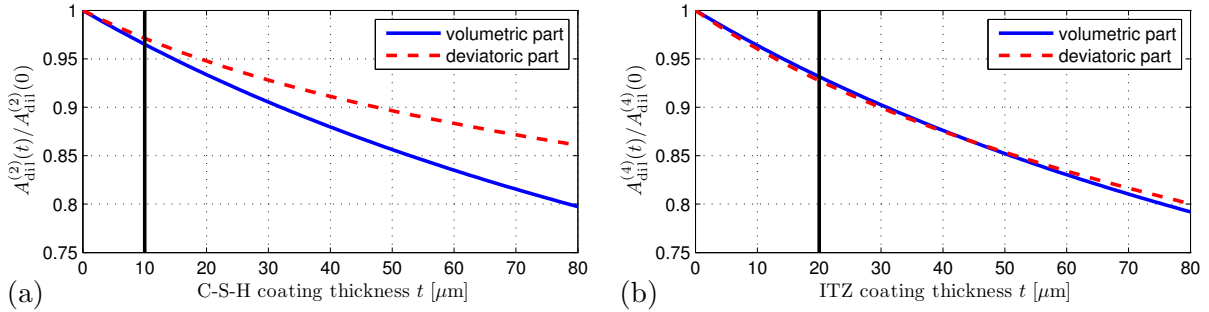 1
0.95
0.9
0.85
0.8
0.75
0 10 20 30 40 50 60 70 80
A_dil^(2)(t)/A_dil^(2)(0)
C-S-H coating thickness t [μm]
volumetric part
deviatoric part
(a)
1
0.95
0.9
0.85
0.8
0.75
0 10 20 30 40 50 60 70 80
A_dil^(4)(t)/A_dil^(4)(0)
ITZ coating thickness t [μm]
volumetric part
deviatoric part
(b)